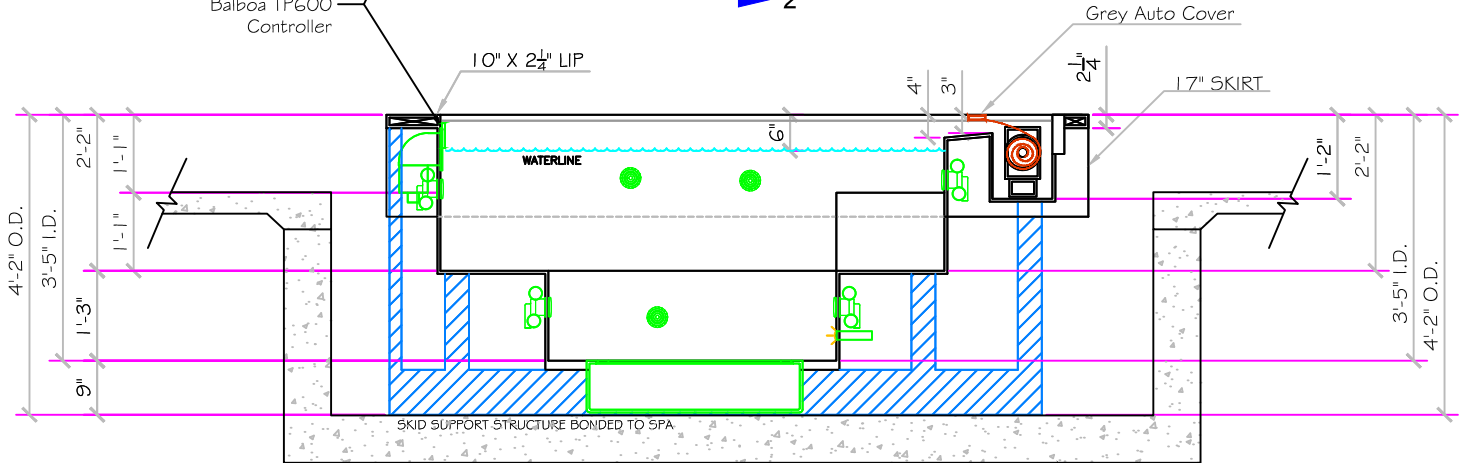 Balboa TP600
Controller
2
Grey Auto Cover
10" X 2¼" LIP
17" SKIRT
4"
3"
2¼"
6"
WATERLINE
2'-2"
1'-1"
1'-1"
4'-2" O.D.
3'-5" I.D.
1'-3"
9"
1'-2"
2'-2"
3'-5" I.D.
4'-2" O.D.
SKID SUPPORT STRUCTURE BONDED TO SPA